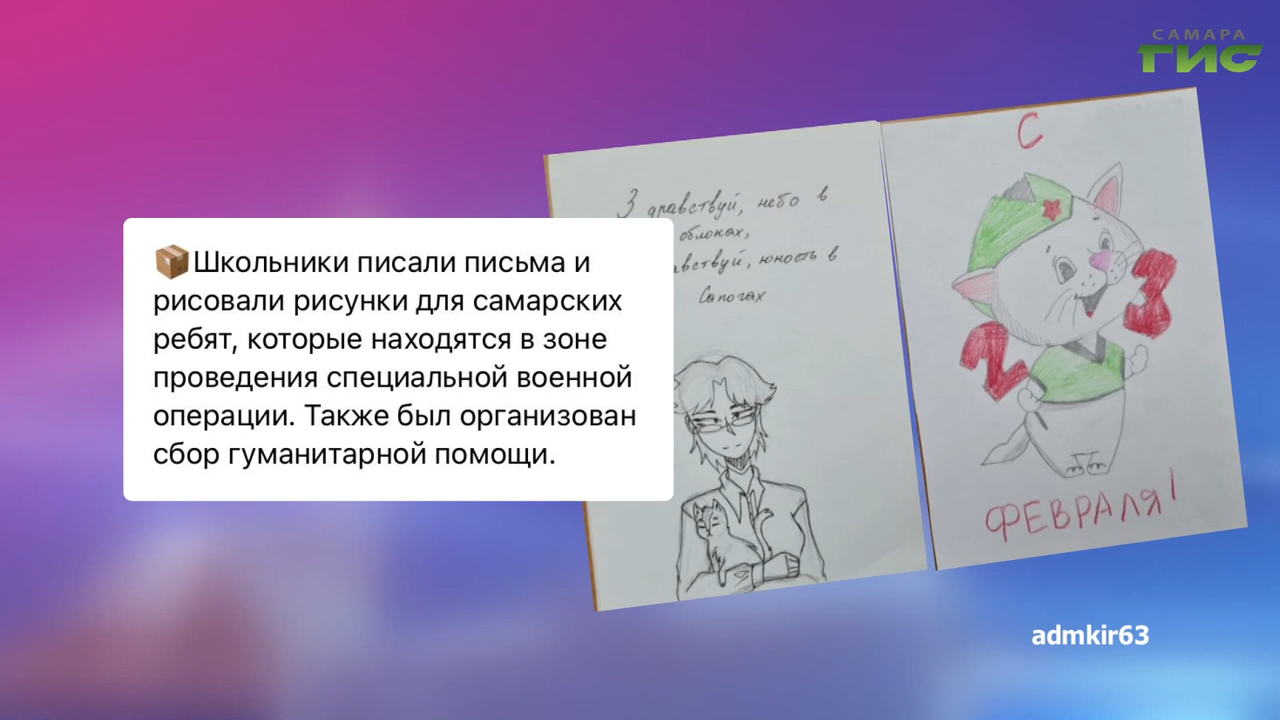 САМАРА
ГИС
📦Школьники писали письма и
рисовали рисунки для самарских
ребят, которые находятся в зоне
проведения специальной военной
операции. Также был организован
сбор гуманитарной помощи.
Здравствуй, небо в
облоках,
авствуй, юность в
Сапогах
С
23
ФЕВРАЛЯ!
admkir63